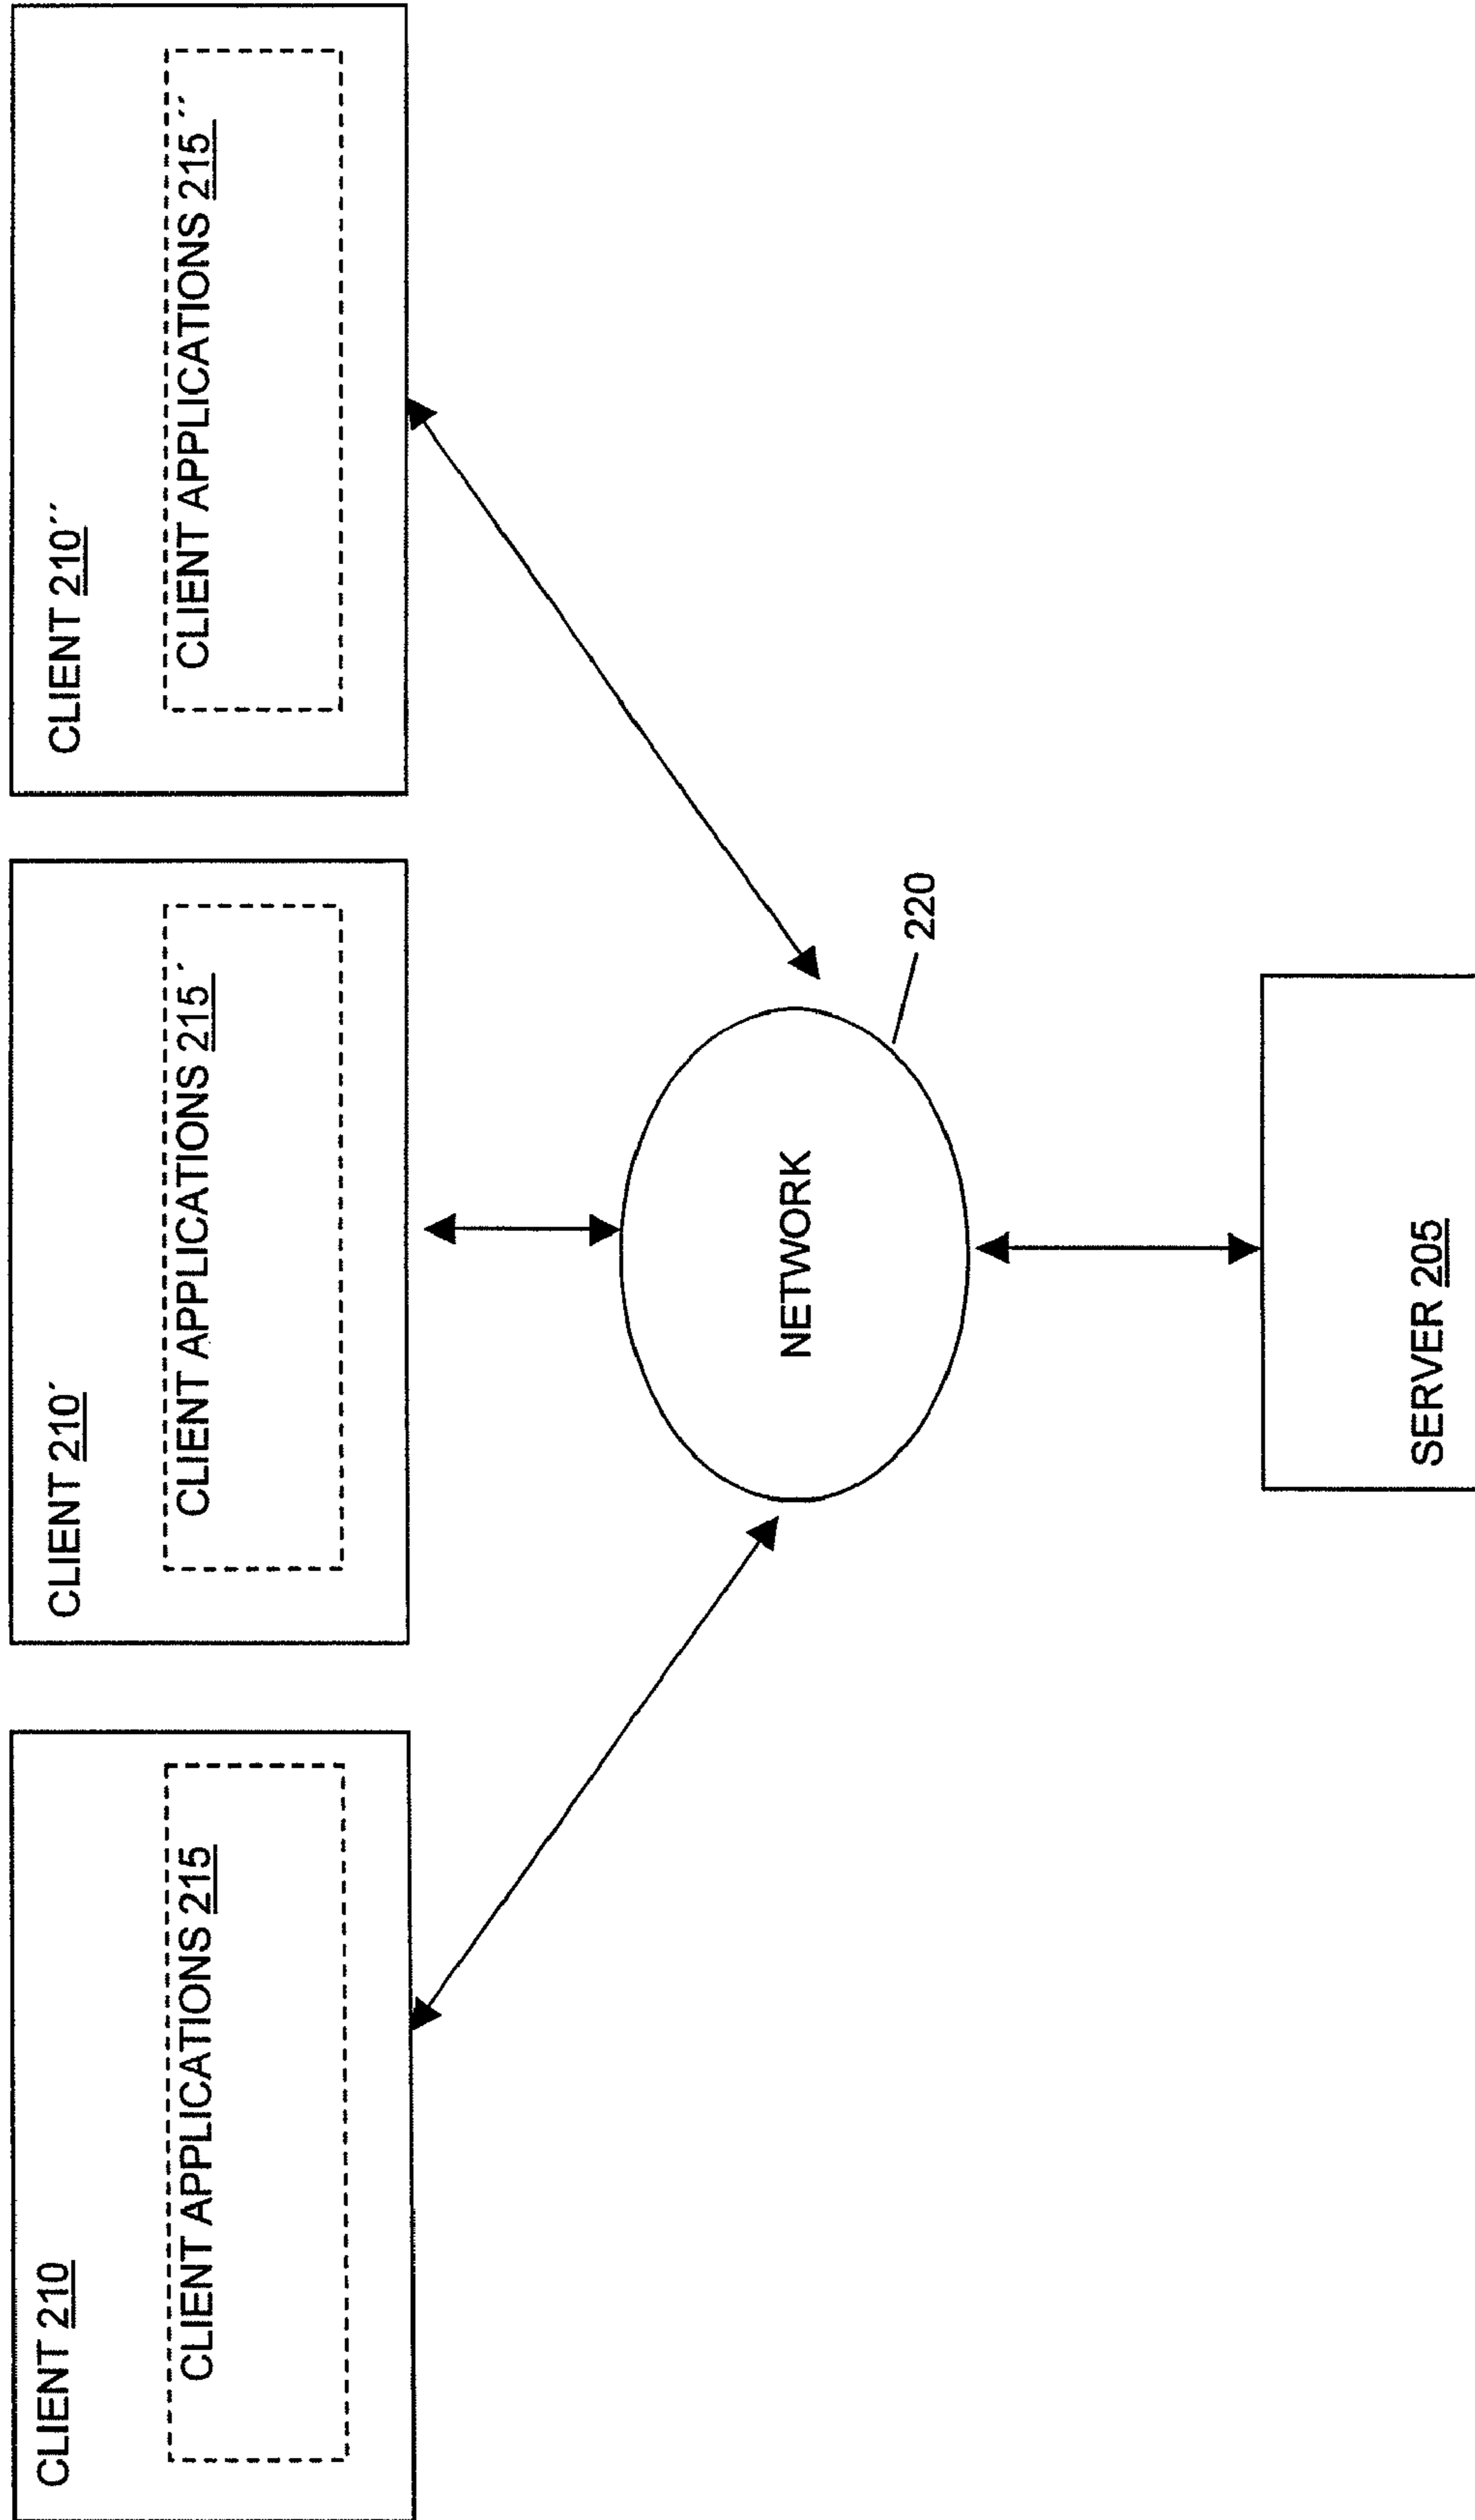 CLIENT 210
CLIENT APPLICATIONS 215
CLIENT 210´
CLIENT APPLICATIONS 215´
CLIENT 210´´
CLIENT APPLICATIONS 215´´
NETWORK
220
SERVER 205